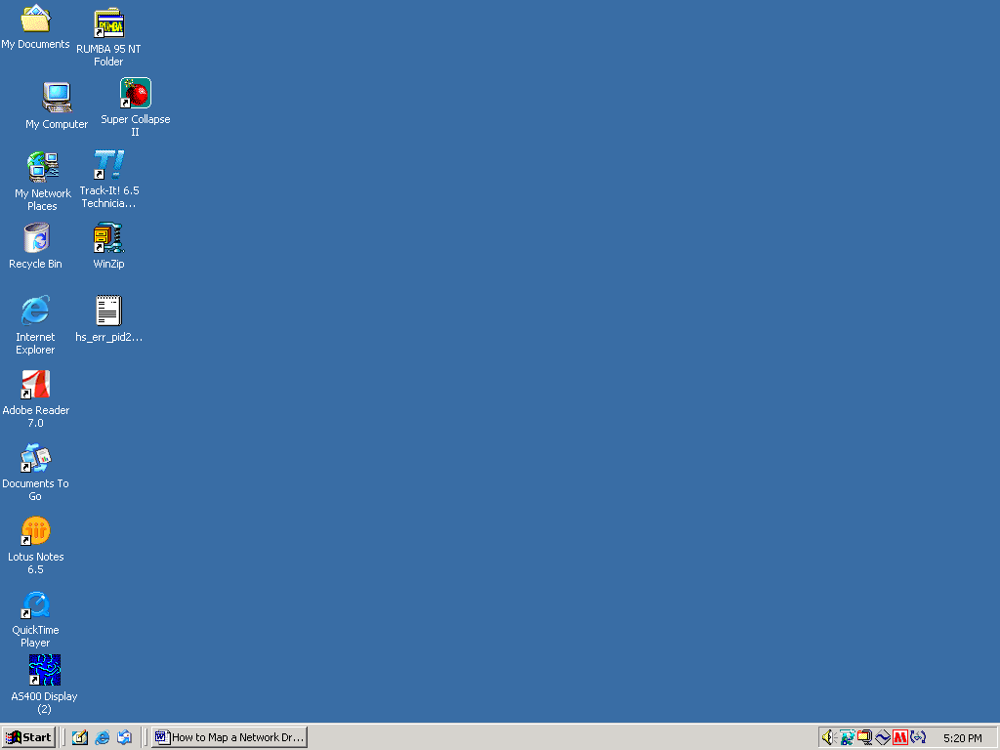 My Documents
RUMBA
RUMBA 95 NT
Folder
My Computer
Super Collapse
II
My Network
Places
T!
Track-It! 6.5
Technicia...
Recycle Bin
WinZip
Internet
Explorer
hs_err_pid2...
Adobe Reader
7.0
Documents To
Go
Lotus Notes
6.5
QuickTime
Player
AS400 Display
(2)
Start
How to Map a Network Dr...
5:20 PM